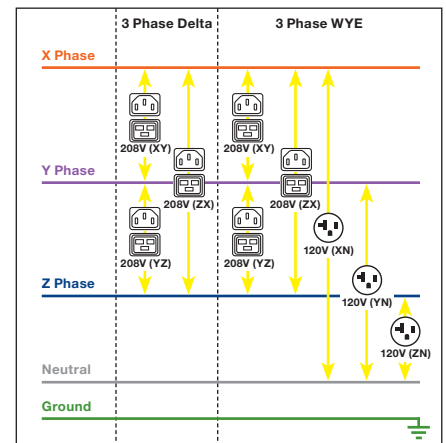 3 Phase Delta
3 Phase WYE
X Phase
208V (XY)
208V (XY)
Y Phase
208V (ZX)
208V (ZX)
120V (XN)
208V (YZ)
208V (YZ)
Z Phase
120V (YN)
120V (ZN)
Neutral
Ground